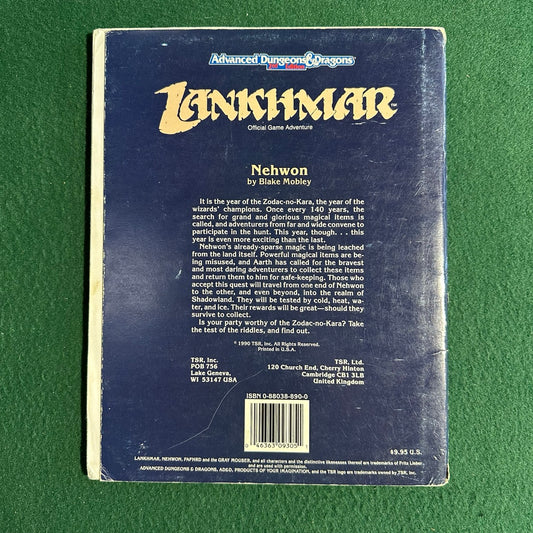 Advanced Dungeons&Dragons
2nd Edition
LANKHMAR™
Official Game Adventure
Nehwon
by Blake Mobley
It is the year of the Zodac-no-Kara, the year of the
wizards' champions. Once every 140 years, the
search for grand and glorious magical items is
called, and adventurers from far and wide convene to
participate in the hunt. This year, though. . . this
year is even more exciting than the last.
Nehwon's already-sparse magic is being leached
from the land itself. Powerful magical items are be-
ing misused, and Aarth has called for the bravest
and most daring adventurers to collect these items
and return them to him for safe-keeping. Those who
accept this quest will travel from one end of Nehwon
to the other, and even beyond, into the realm of
Shadowland. They will be tested by cold, heat, wa-
ter, and ice. Their rewards will be great—should they
survive to collect.
Is your party worthy of the Zodac-no-Kara? Take
the test of the riddles, and find out.
©1990 TSR, Inc. All Rights Reserved.
Printed in U.S.A.
TSR, Inc.
POB 756
Lake Geneva,
WI 53147 USA
TSR, Ltd.
120 Church End, Cherry Hinton
Cambridge CB1 3LB
United Kingdom
ISBN 0-88038-890-0
0 46363 09305 1
$9.95 U.S.
LANKHMAR, NEHWON, FAFHRD and the GRAY MOUSER, and all characters and the distinctive likenesses thereof are trademarks of Fritz Leiber
and are used with permission.
ADVANCED DUNGEONS & DRAGONS, AD&D, PRODUCTS OF YOUR IMAGINATION, and the TSR logo are trademarks owned by TSR, Inc.